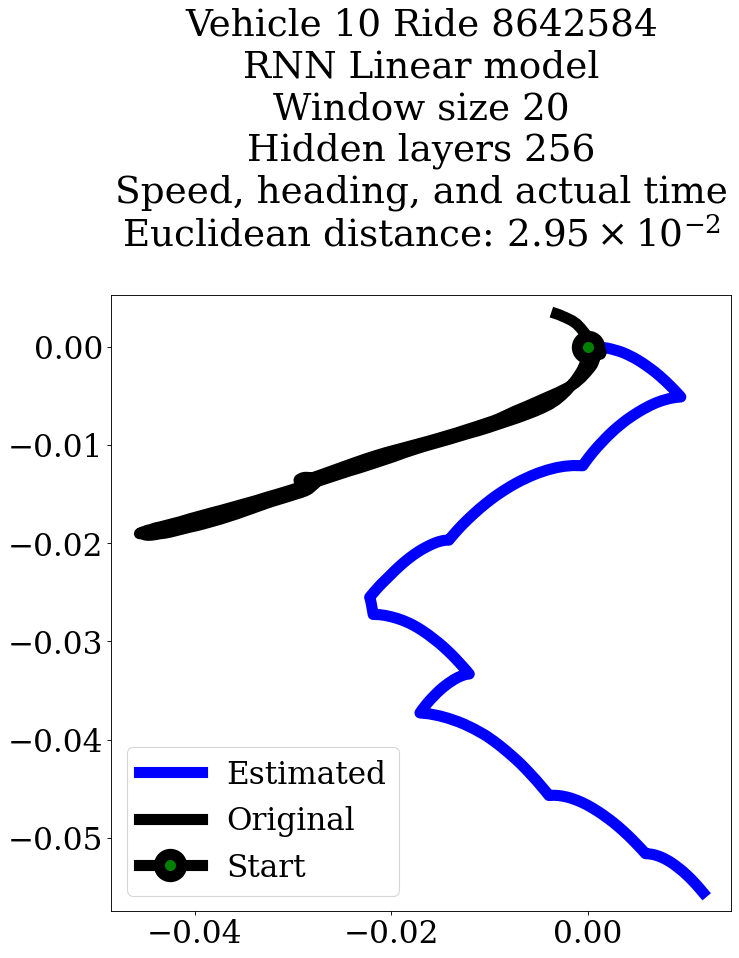 Vehicle 10 Ride 8642584
RNN Linear model
Window size 20
Hidden layers 256
Speed, heading, and actual time
Euclidean distance: 2.95 × 10⁻²
0.00
−0.01
−0.02
−0.03
−0.04
−0.05
Estimated
Original
Start
−0.04 −0.02 0.00